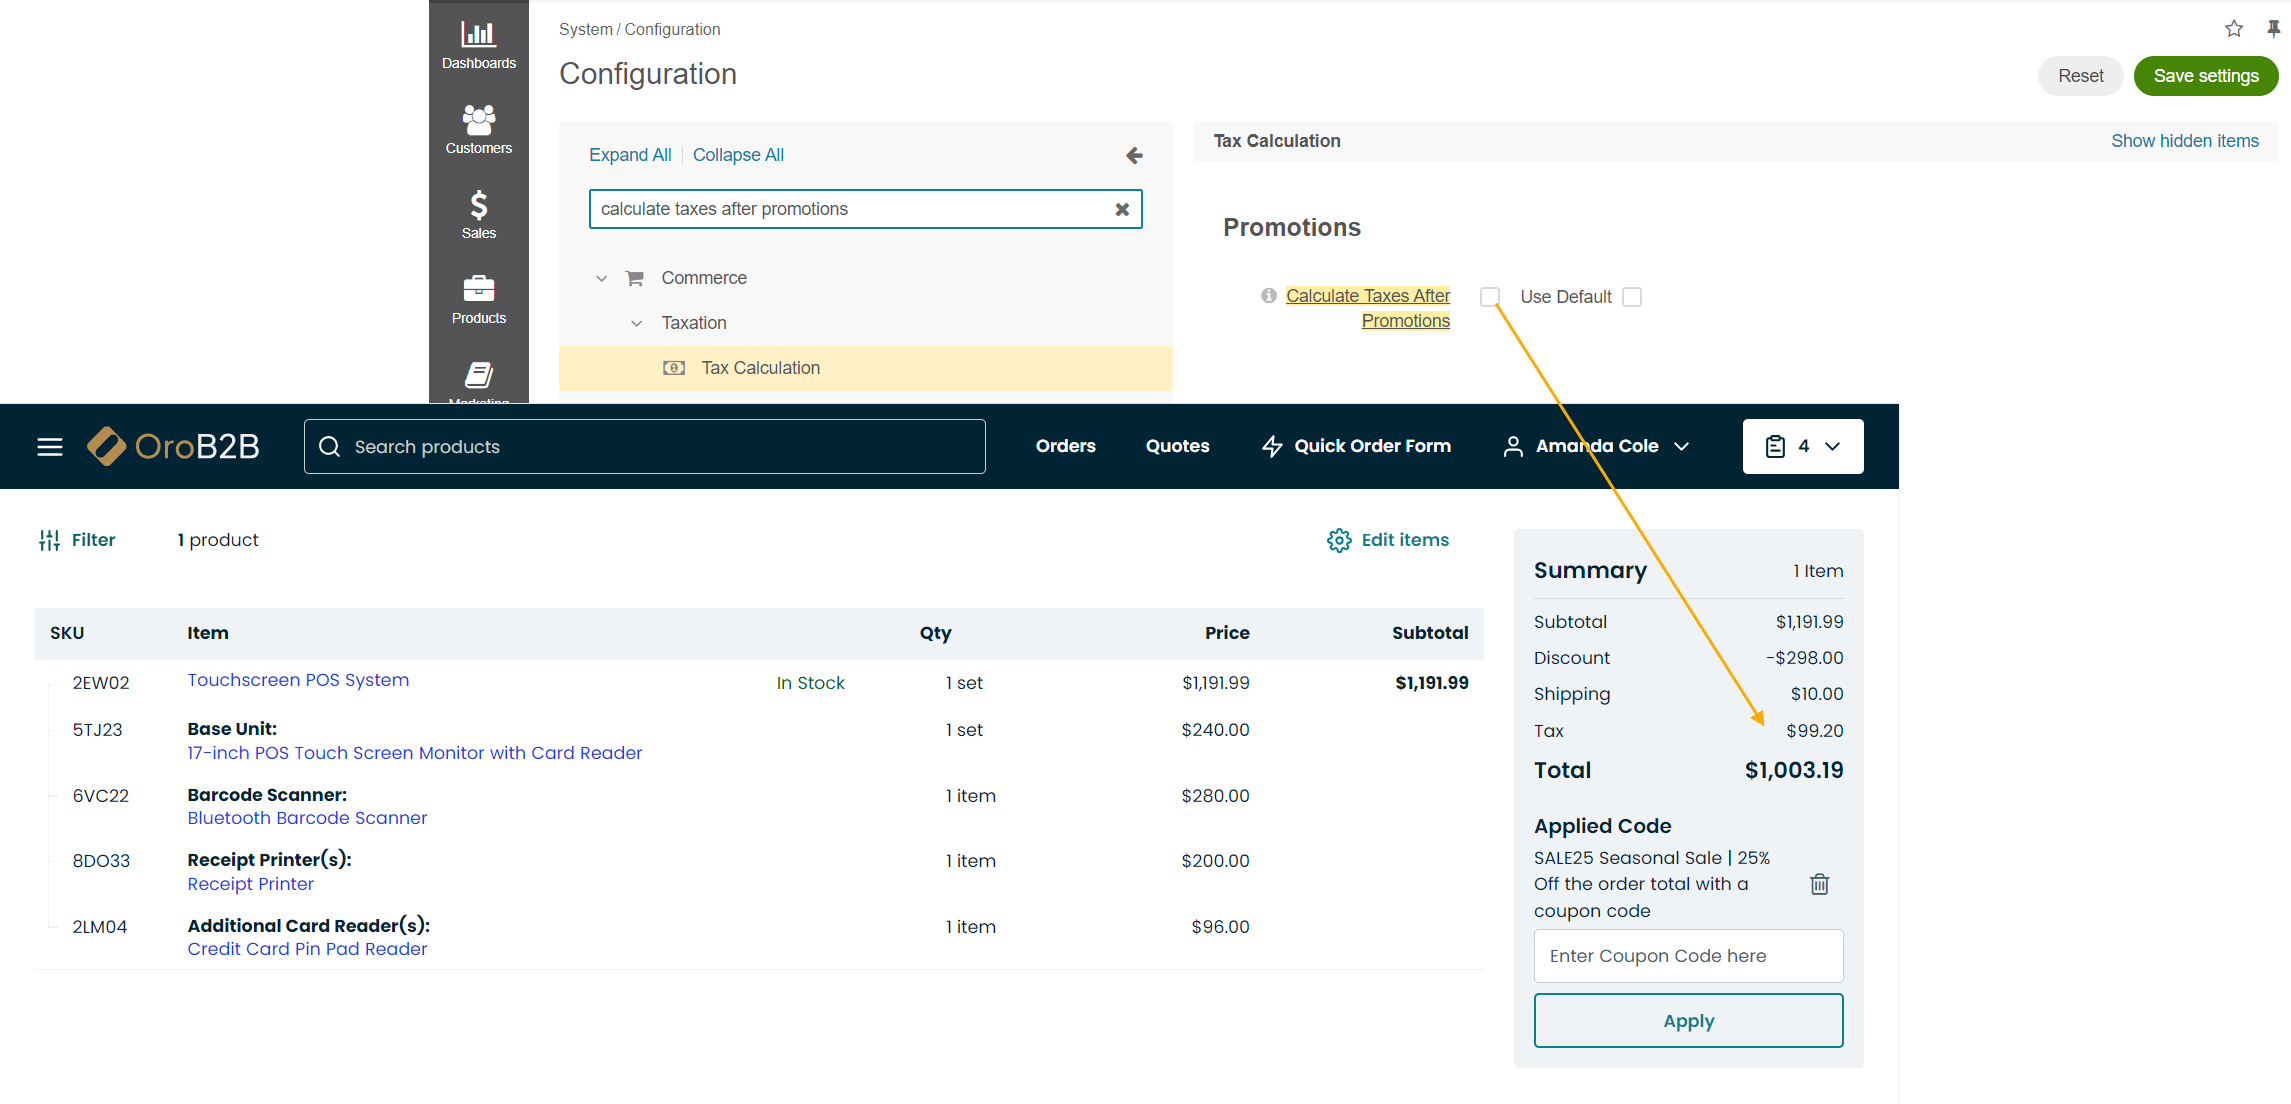 Dashboards
Customers
Sales
Products
Marketing
System / Configuration
Configuration
Reset
Save settings
Expand All
Collapse All
calculate taxes after promotions
Commerce
Taxation
Tax Calculation
Tax Calculation
Show hidden items
Promotions
Calculate Taxes After
Promotions
Use Default
OroB2B
Search products
Orders
Quotes
Quick Order Form
Amanda Cole
4
Filter
1 product
Edit items
SKU Item Qty Price Subtotal
2EW02 Touchscreen POS System In Stock 1 set $1,191.99 $1,191.99
5TJ23 Base Unit: 1 set $240.00
17-inch POS Touch Screen Monitor with Card Reader
6VC22 Barcode Scanner: 1 item $280.00
Bluetooth Barcode Scanner
8DO33 Receipt Printer(s): 1 item $200.00
Receipt Printer
2LM04 Additional Card Reader(s): 1 item $96.00
Credit Card Pin Pad Reader
Summary 1 Item
Subtotal $1,191.99
Discount -$298.00
Shipping $10.00
Tax $99.20
Total $1,003.19
Applied Code
SALE25 Seasonal Sale | 25%
Off the order total with a
coupon code
Enter Coupon Code here
Apply